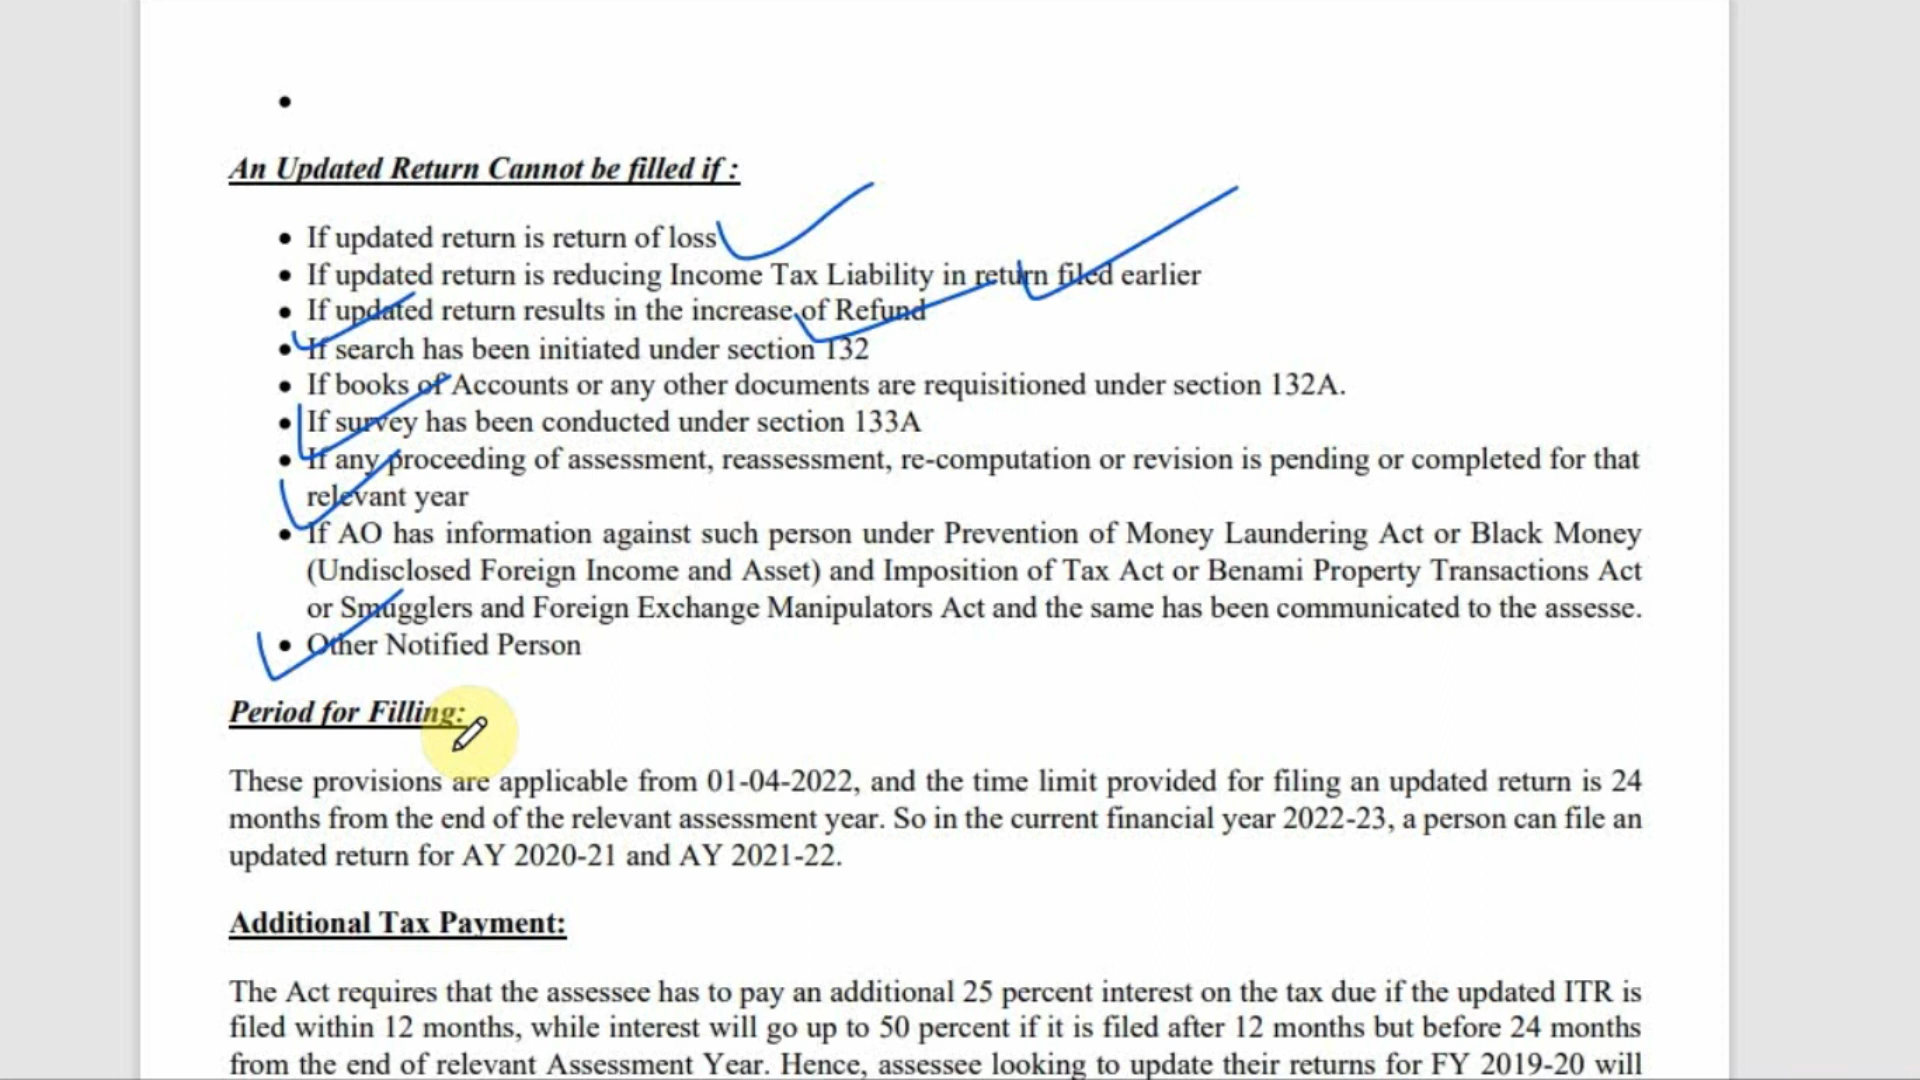 An Updated Return Cannot be filled if :
• If updated return is return of loss
• If updated return is reducing Income Tax Liability in return filed earlier
• If updated return results in the increase of Refund
• If search has been initiated under section 132
• If books of Accounts or any other documents are requisitioned under section 132A.
• If survey has been conducted under section 133A
• If any proceeding of assessment, reassessment, re-computation or revision is pending or completed for that
relevant year
• If AO has information against such person under Prevention of Money Laundering Act or Black Money
(Undisclosed Foreign Income and Asset) and Imposition of Tax Act or Benami Property Transactions Act
or Smugglers and Foreign Exchange Manipulators Act and the same has been communicated to the assesse.
• Other Notified Person
Period for Filling:
These provisions are applicable from 01-04-2022, and the time limit provided for filing an updated return is 24
months from the end of the relevant assessment year. So in the current financial year 2022-23, a person can file an
updated return for AY 2020-21 and AY 2021-22.
Additional Tax Payment:
The Act requires that the assessee has to pay an additional 25 percent interest on the tax due if the updated ITR is
filed within 12 months, while interest will go up to 50 percent if it is filed after 12 months but before 24 months
from the end of relevant Assessment Year. Hence, assessee looking to update their returns for FY 2019-20 will